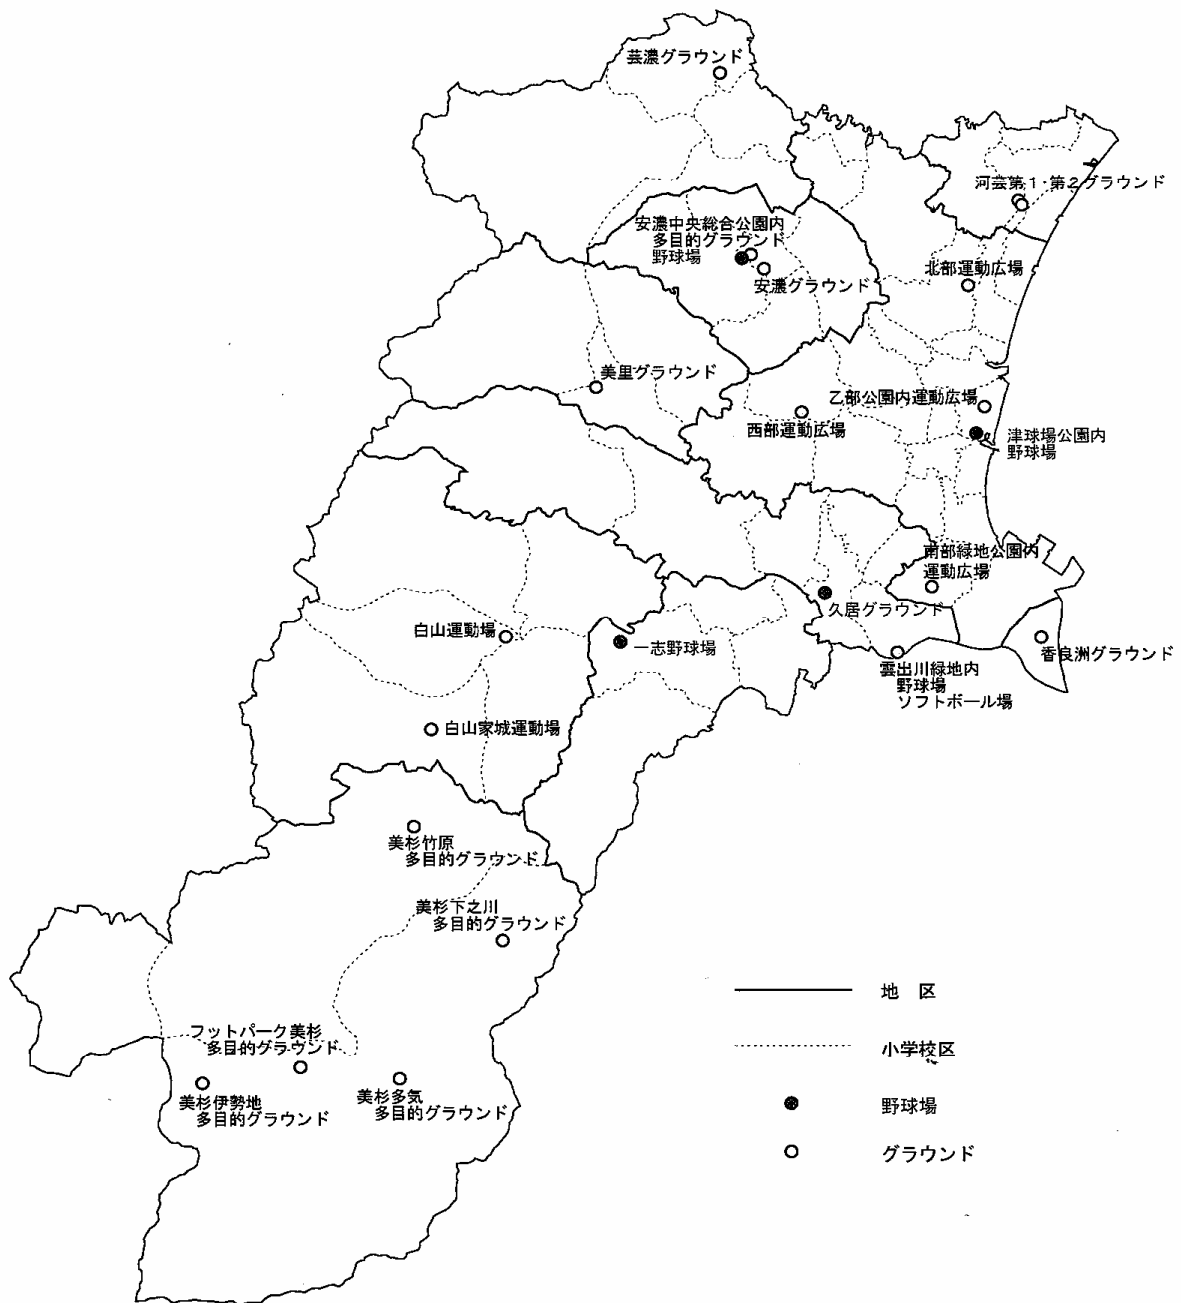 芸濃グラウンド
河芸第1・第2グラウンド
安濃中央総合公園内
多目的グラウンド
野球場
安濃グラウンド
北部運動広場
美里グラウンド
乙部公園内運動広場
西部運動広場
津球場公園内
野球場
南部緑地公園内
運動広場
久居グラウンド
白山運動場
一志野球場
香良洲グラウンド
雲出川緑地内
野球場
ソフトボール場
白山家城運動場
美杉竹原
多目的グラウンド
美杉下之川
多目的グラウンド
フットパーク美杉
多目的グラウンド
美杉伊勢地
多目的グラウンド
美杉多気
多目的グラウンド
地 区
小学校区
野球場
グラウンド